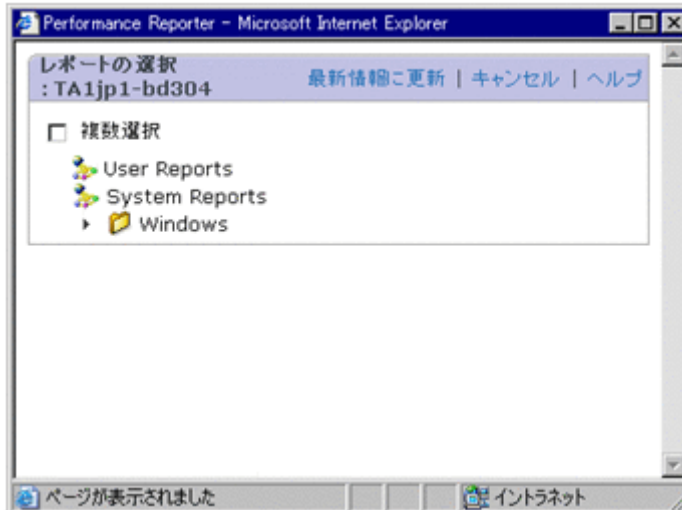 Performance Reporter - Microsoft Internet Explorer
レポートの選択
: TA1jp1-bd304
最新情報に更新 | キャンセル | ヘルプ
複数選択
User Reports
System Reports
Windows
ページが表示されました
イントラネット